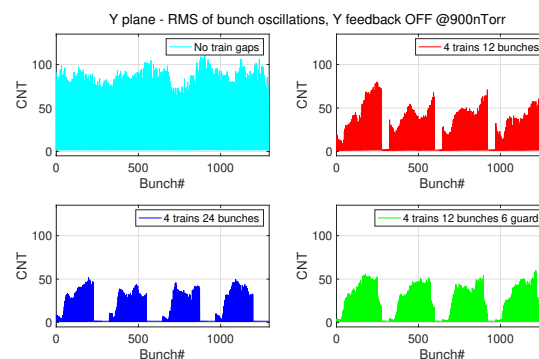 Y plane - RMS of bunch oscillations, Y feedback OFF @900nTorr
No train gaps
100
50
0
CNT
0 500 1000
Bunch#
4 trains 12 bunches
100
50
0
CNT
0 500 1000
Bunch#
4 trains 24 bunches
100
50
0
CNT
0 500 1000
Bunch#
4 trains 12 bunches 6 guard
100
50
0
CNT
0 500 1000
Bunch#